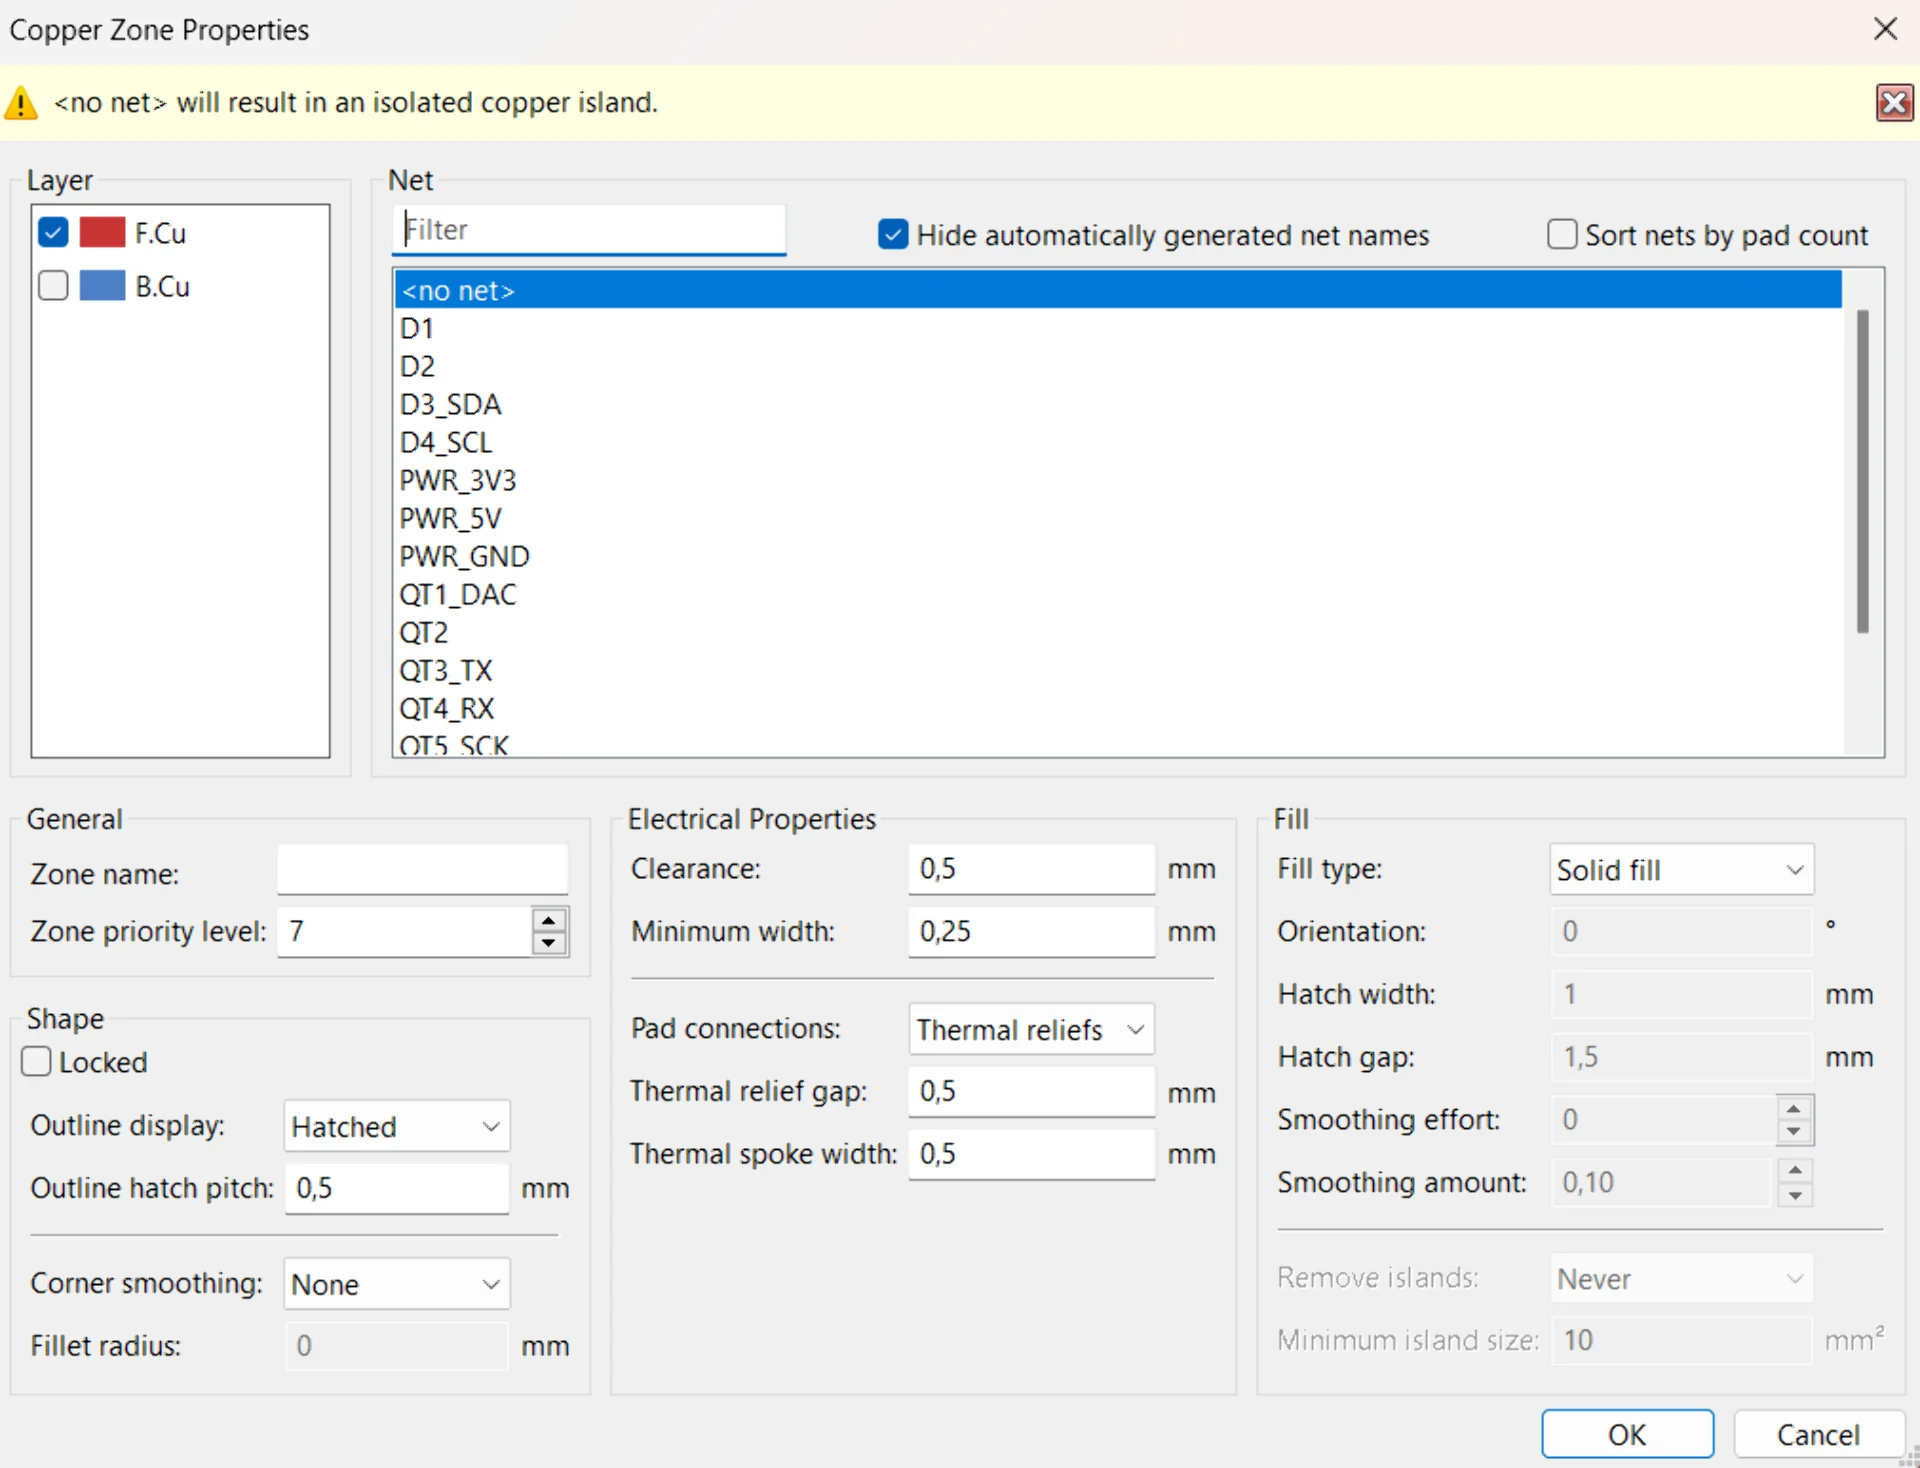 Copper Zone Properties
<no net> will result in an isolated copper island.
Layer
F.Cu
B.Cu
Net
Filter
Hide automatically generated net names
Sort nets by pad count
<no net>
D1
D2
D3_SDA
D4_SCL
PWR_3V3
PWR_5V
PWR_GND
QT1_DAC
QT2
QT3_TX
QT4_RX
QT5_SCK
General
Zone name:
Zone priority level: 7
Shape
Locked
Outline display: Hatched
Outline hatch pitch: 0,5 mm
Corner smoothing: None
Fillet radius: 0 mm
Electrical Properties
Clearance: 0,5 mm
Minimum width: 0,25 mm
Pad connections: Thermal reliefs
Thermal relief gap: 0,5 mm
Thermal spoke width: 0,5 mm
Fill
Fill type: Solid fill
Orientation: 0 °
Hatch width: 1 mm
Hatch gap: 1,5 mm
Smoothing effort: 0
Smoothing amount: 0,10
Remove islands: Never
Minimum island size: 10 mm²
OK Cancel